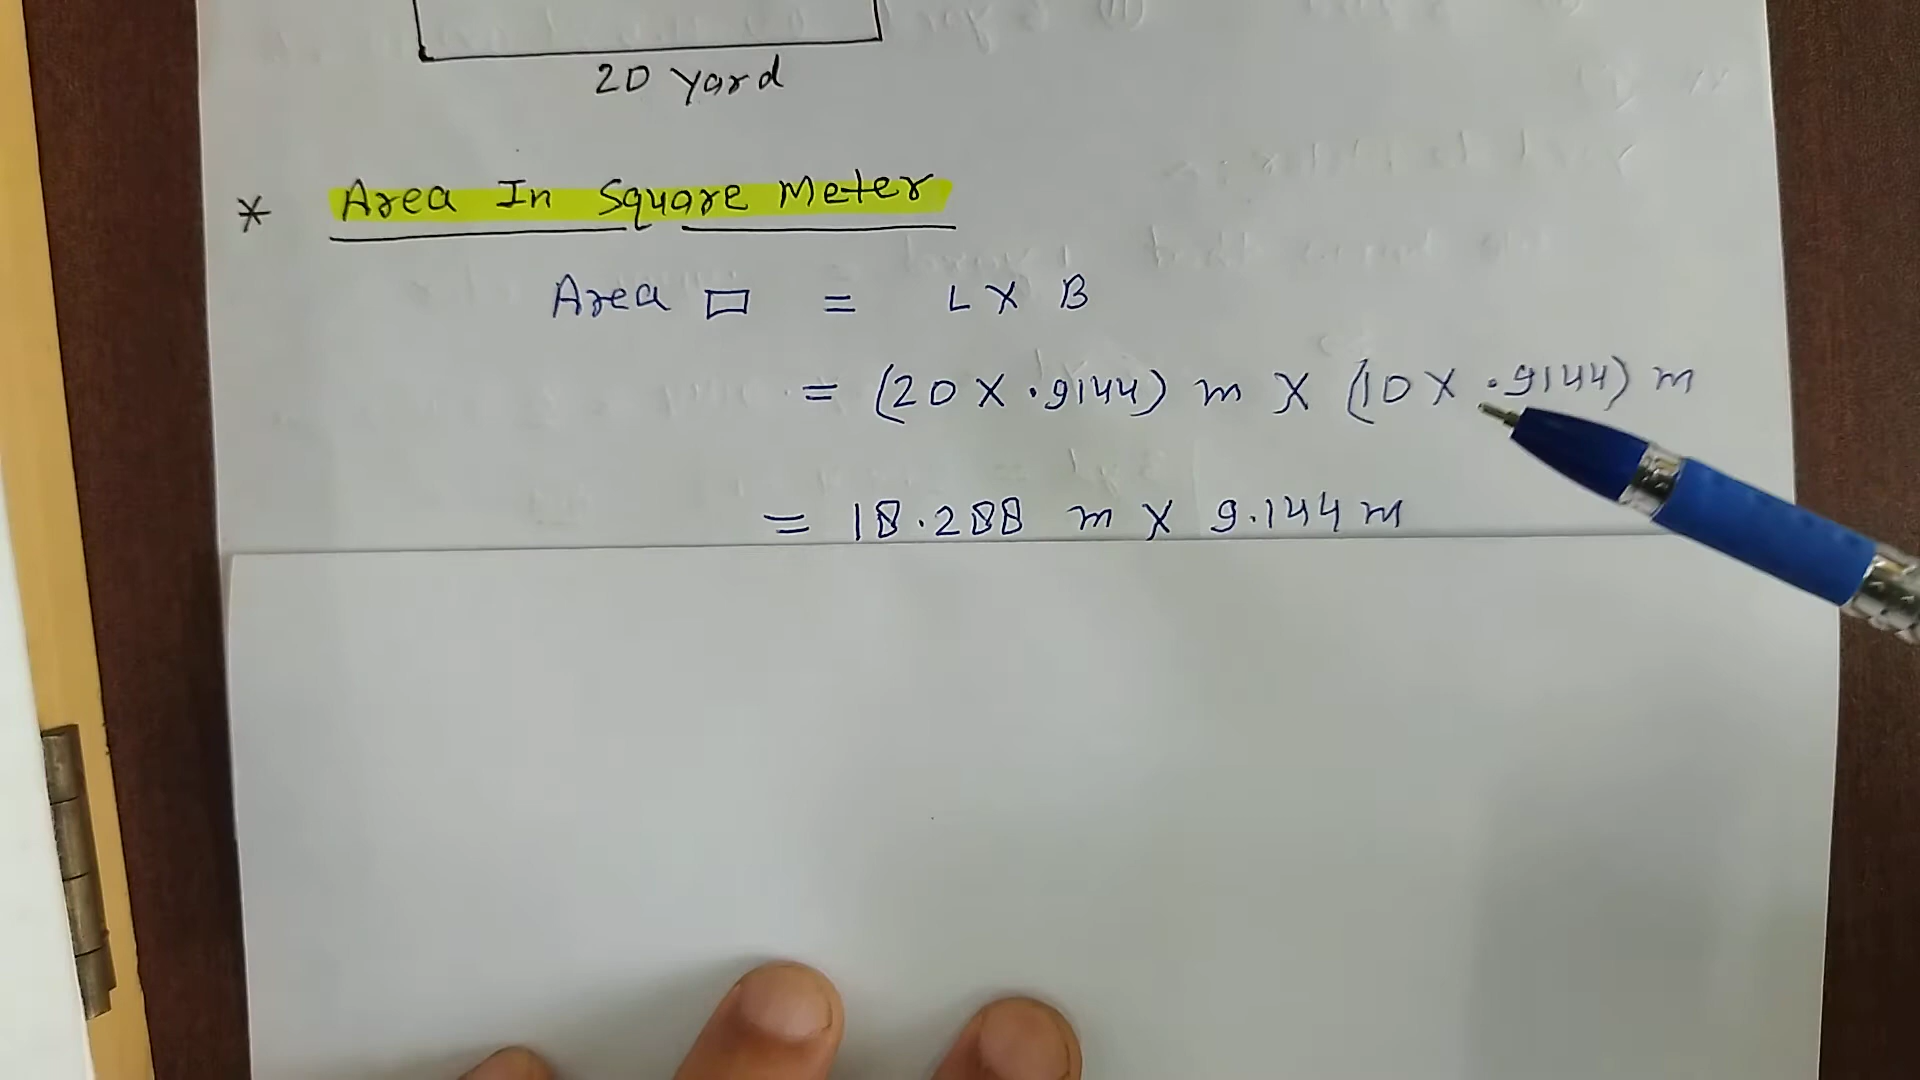 20 yard
* Area In Square Meter
Area ▭ = L X B
= (20 X .9144) m X (10 X .9144) m
= 18.288 m X 9.144 m